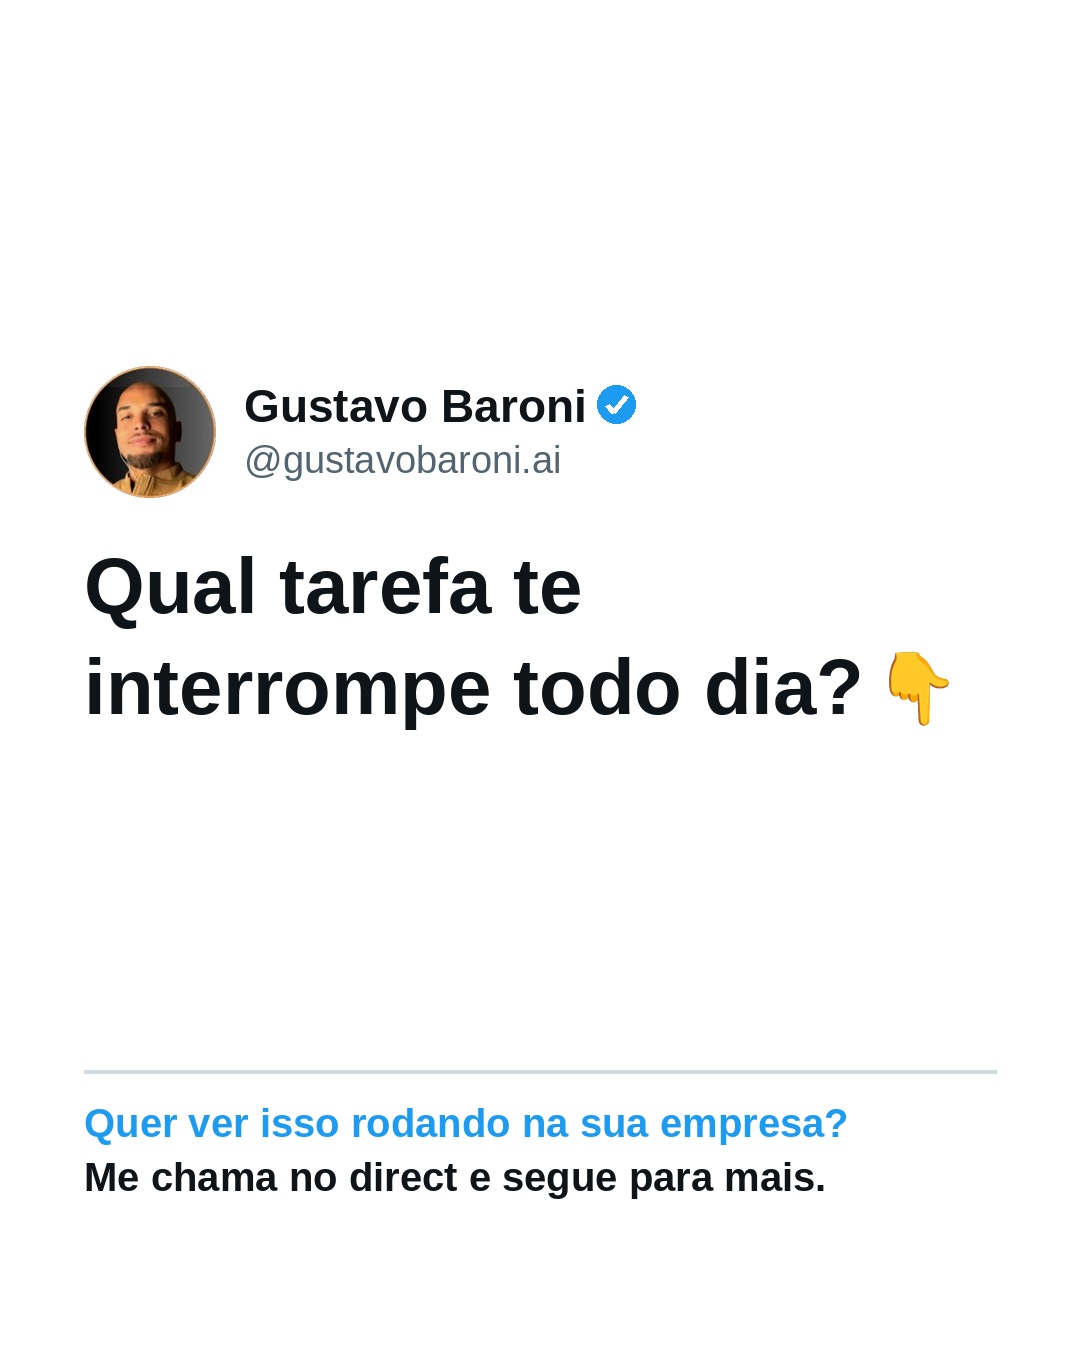 Gustavo Baroni
@gustavobaroni.ai
Qual tarefa te
interrompe todo dia? 👇
Quer ver isso rodando na sua empresa?
Me chama no direct e segue para mais.